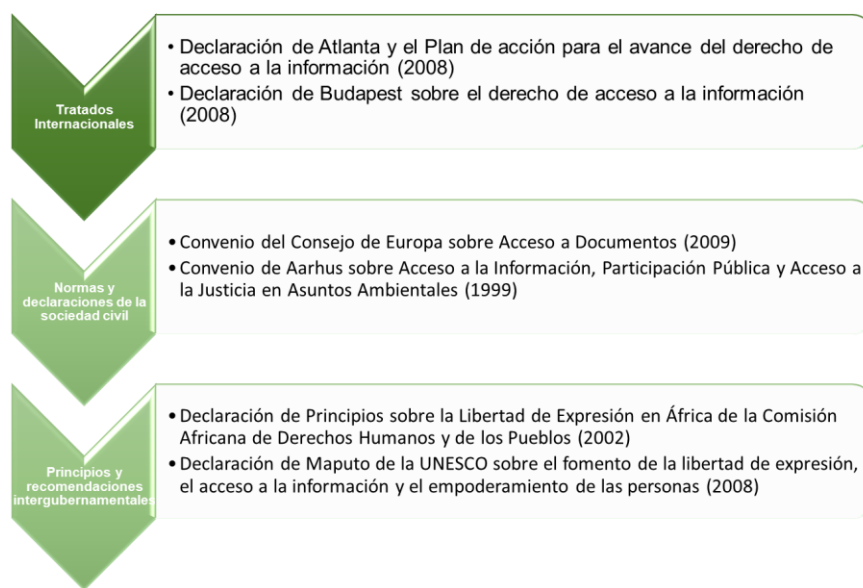 Tratados
Internacionales
• Declaración de Atlanta y el Plan de acción para el avance del derecho de
acceso a la información (2008)
• Declaración de Budapest sobre el derecho de acceso a la información
(2008)
Normas y
declaraciones de la
sociedad civil
• Convenio del Consejo de Europa sobre Acceso a Documentos (2009)
• Convenio de Aarhus sobre Acceso a la Información, Participación Pública y Acceso a
la Justicia en Asuntos Ambientales (1999)
Principios y
recomendaciones
intergubernamentales
• Declaración de Principios sobre la Libertad de Expresión en África de la Comisión
Africana de Derechos Humanos y de los Pueblos (2002)
• Declaración de Maputo de la UNESCO sobre el fomento de la libertad de expresión,
el acceso a la información y el empoderamiento de las personas (2008)